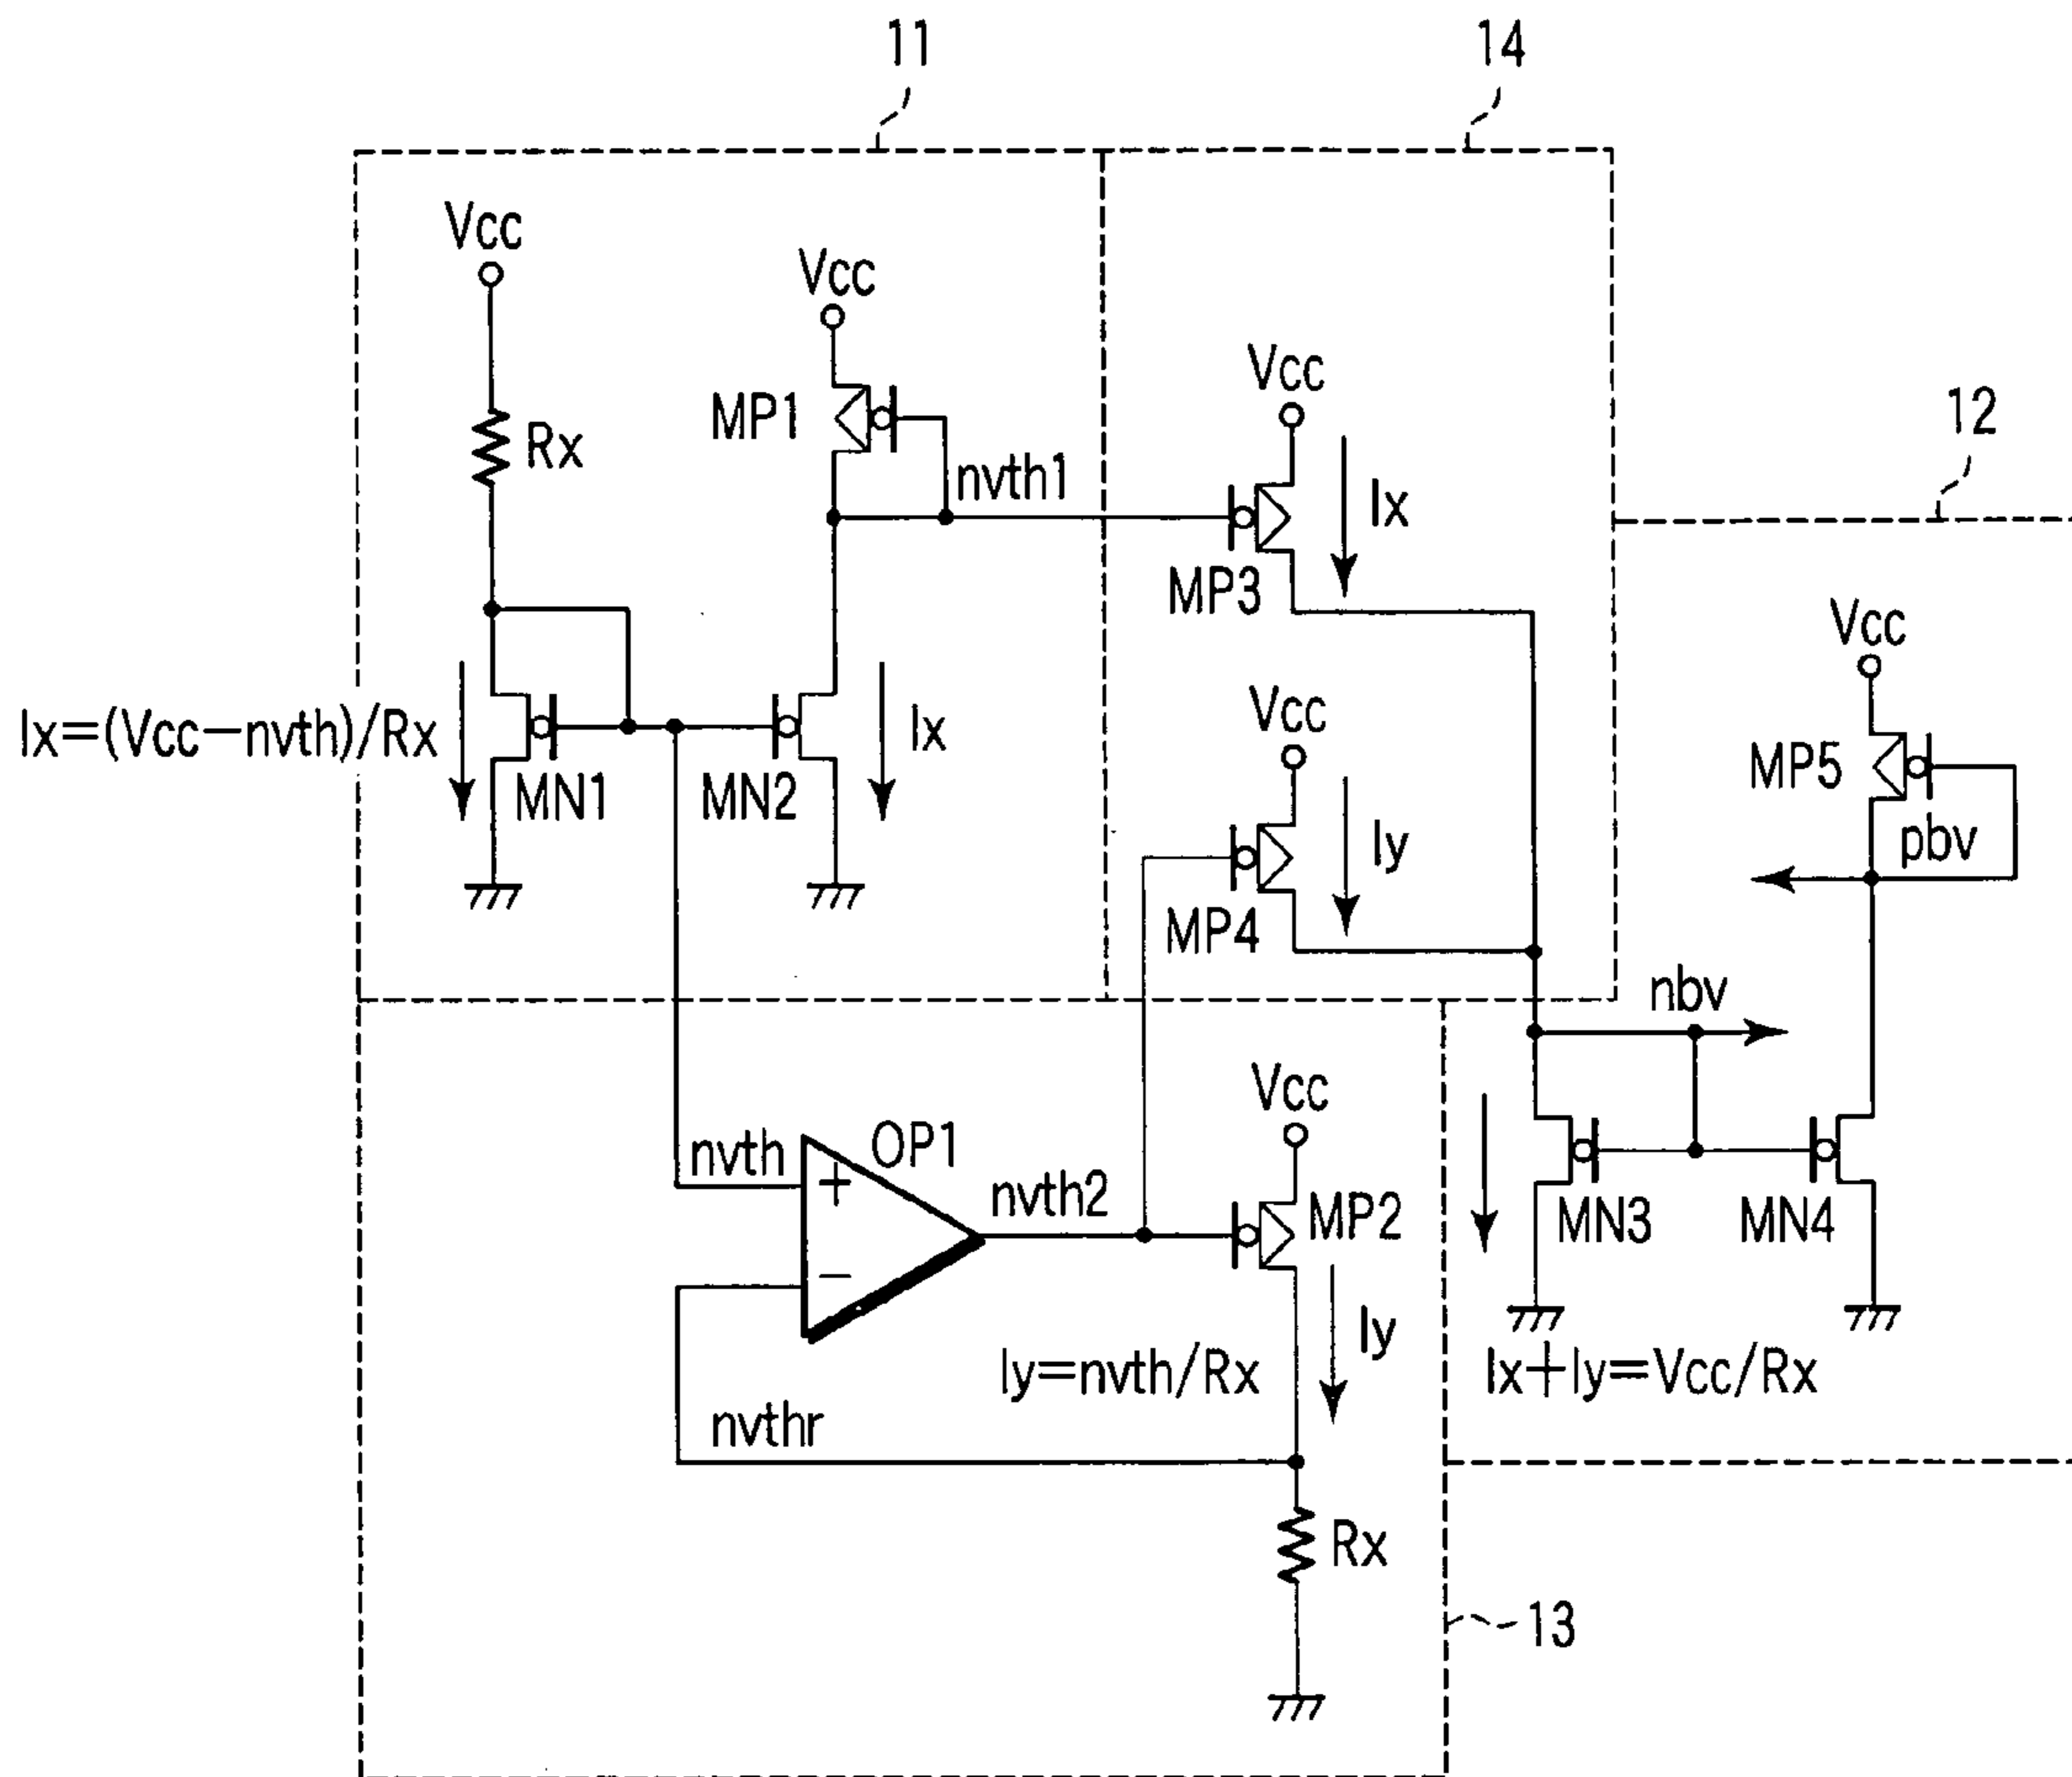 11
14
Vcc
Vcc
Vcc
12
MP1
Rx
nvth1
Ix
MP3
Vcc
Vcc
Ix=(Vcc−nvth)/Rx
Ix
MP5
MN1
MN2
Iy
pbv
MP4
nbv
Vcc
OP1
nvth
+
nvth2
MP2
MN3
MN4
−
Iy
Iy=nvth/Rx
Ix+Iy=Vcc/Rx
nvthr
Rx
13